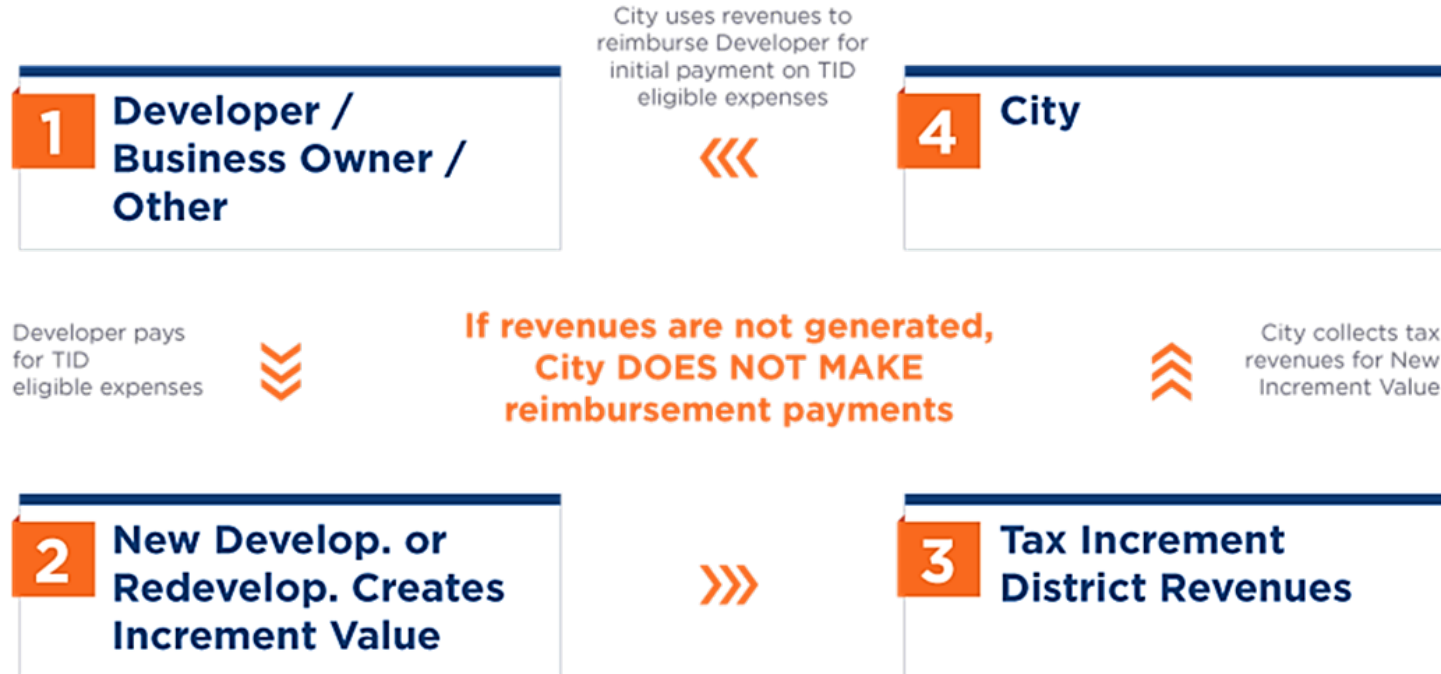 City uses revenues to
reimburse Developer for
initial payment on TID
eligible expenses
1
Developer /
Business Owner /
Other
4
City
Developer pays
for TID
eligible expenses
If revenues are not generated,
City DOES NOT MAKE
reimbursement payments
City collects tax
revenues for New
Increment Value
2
New Develop. or
Redevelop. Creates
Increment Value
3
Tax Increment
District Revenues